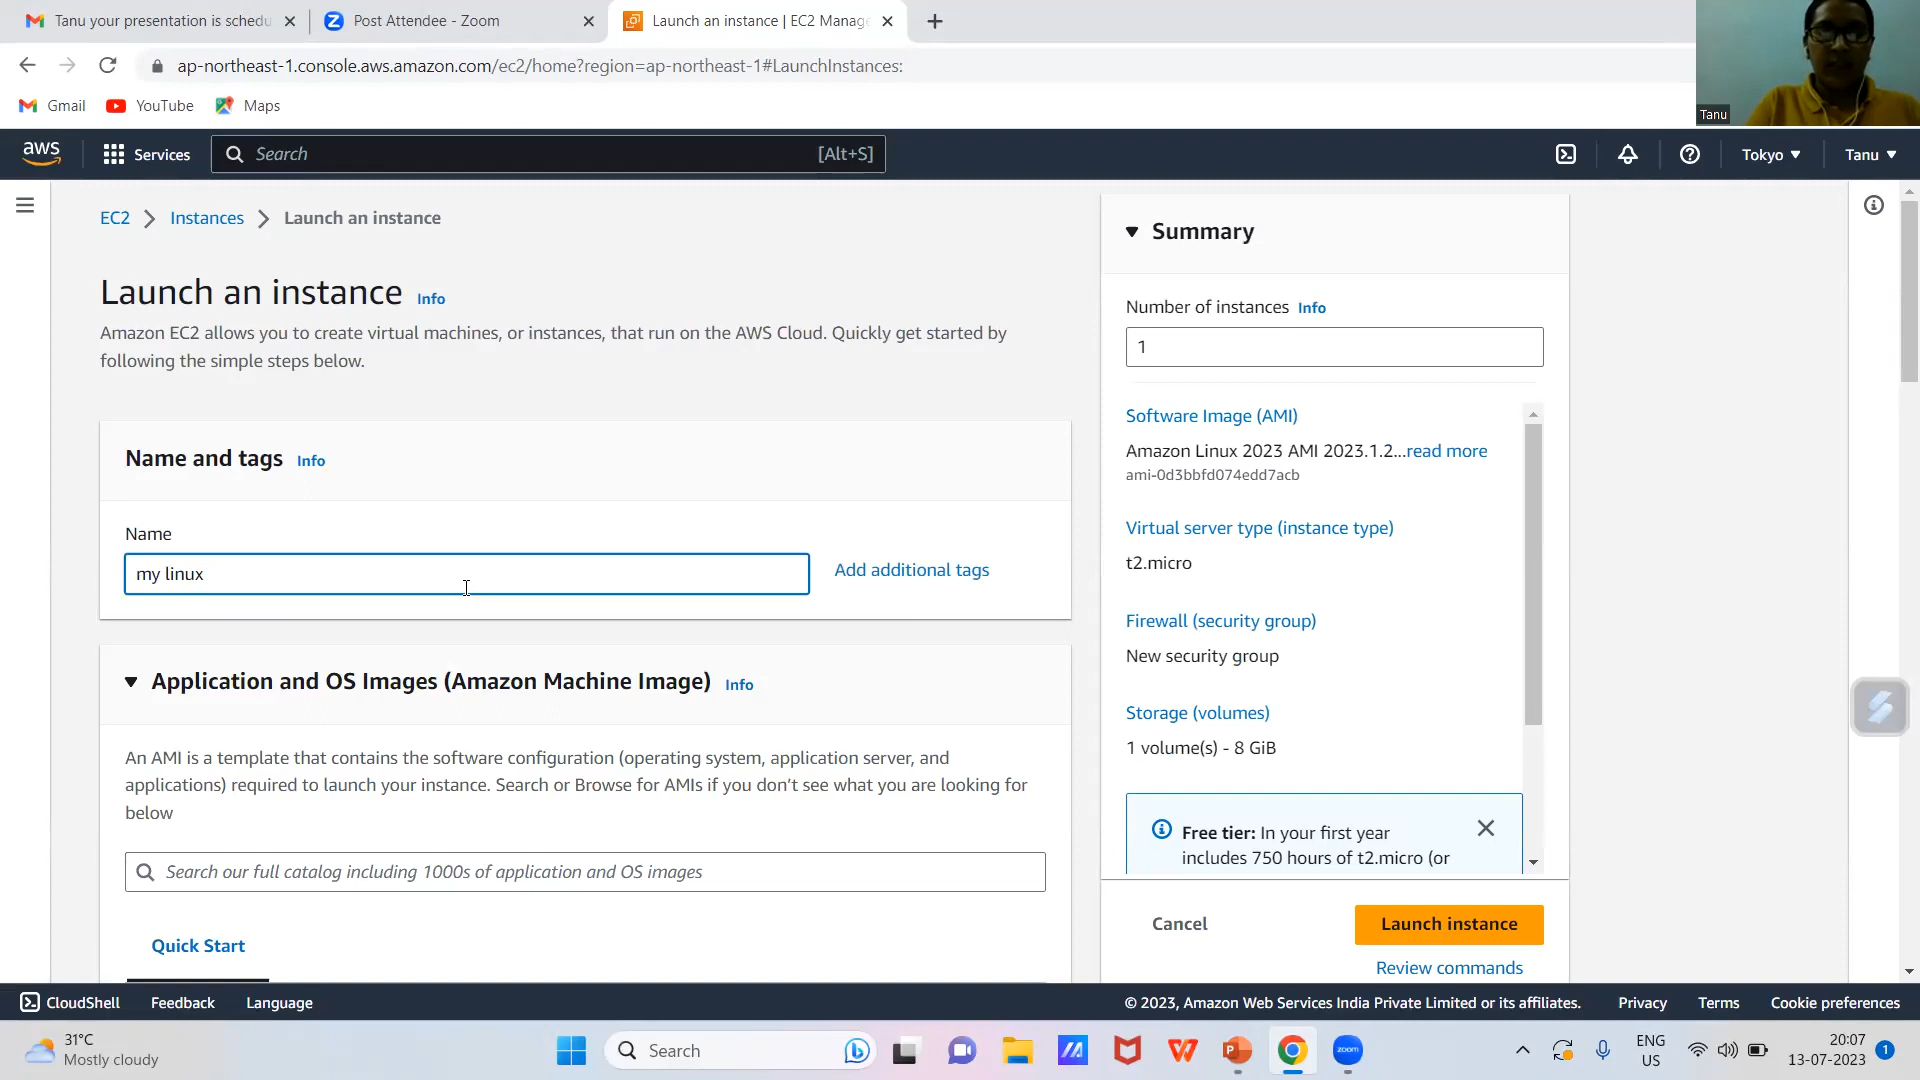 Tanu your presentation is schedu
Post Attendee - Zoom
Launch an instance | EC2 Manage
ap-northeast-1.console.aws.amazon.com/ec2/home?region=ap-northeast-1#LaunchInstances:
Gmail
YouTube
Maps
Tanu
aws
Services
Search
[Alt+S]
Tokyo
Tanu
EC2
Instances
Launch an instance
Launch an instance Info
Amazon EC2 allows you to create virtual machines, or instances, that run on the AWS Cloud. Quickly get started by
following the simple steps below.
Name and tags Info
Name
my linux
Add additional tags
Application and OS Images (Amazon Machine Image) Info
An AMI is a template that contains the software configuration (operating system, application server, and
applications) required to launch your instance. Search or Browse for AMIs if you don’t see what you are looking for
below
Search our full catalog including 1000s of application and OS images
Quick Start
Summary
Number of instances Info
1
Software Image (AMI)
Amazon Linux 2023 AMI 2023.1.2...read more
ami-0d3bbfd074edd7acb
Virtual server type (instance type)
t2.micro
Firewall (security group)
New security group
Storage (volumes)
1 volume(s) - 8 GiB
Free tier: In your first year
includes 750 hours of t2.micro (or
Cancel
Launch instance
Review commands
CloudShell
Feedback
Language
© 2023, Amazon Web Services India Private Limited or its affiliates.
Privacy
Terms
Cookie preferences
31°C
Mostly cloudy
Search
zoom
ENG
US
20:07
13-07-2023
1